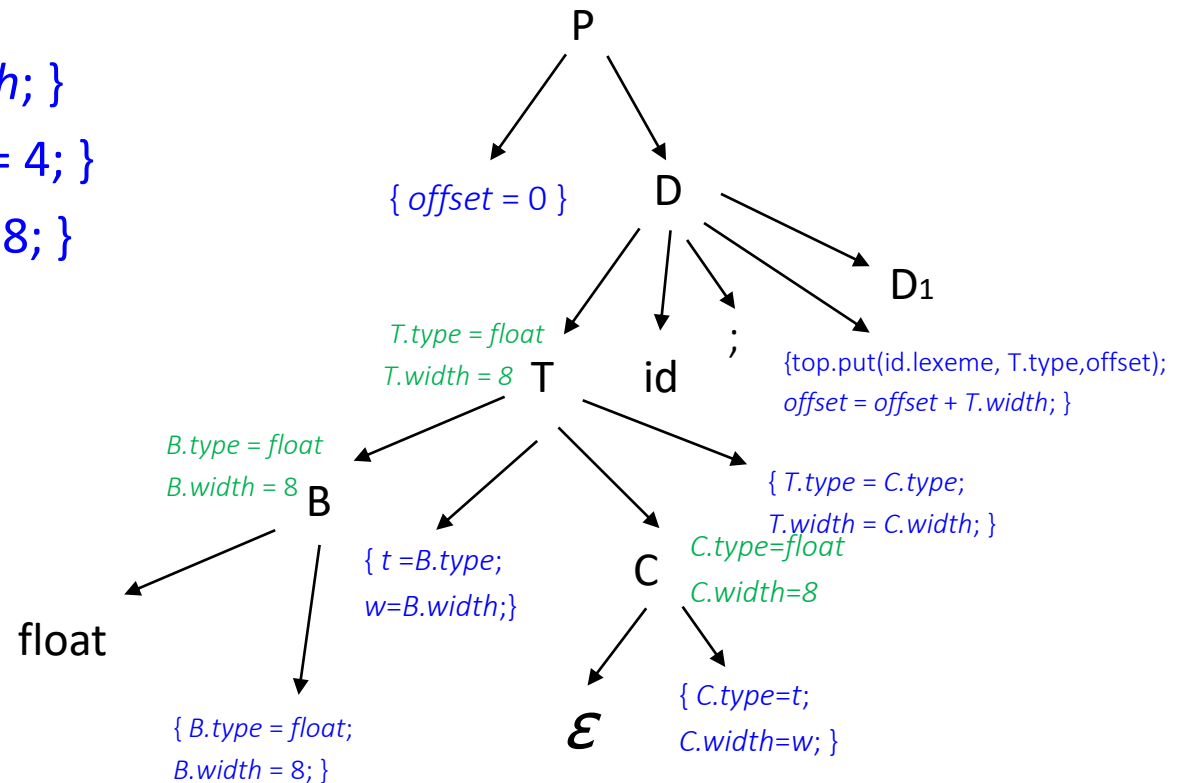 P
h; }
= 4; }
{ offset = 0 }
D
8; }
D1
T.type = float
;
{top.put(id.lexeme, T.type,offset);
T.width = 8
T
id
offset = offset + T.width; }
B.type = float
B.width = 8
B
{ T.type = C.type;
T.width = C.width; }
{ t =B.type;
w=B.width;}
C
C.type=float
C.width=8
float
ε
{ C.type=t;
C.width=w; }
{ B.type = float;
B.width = 8; }